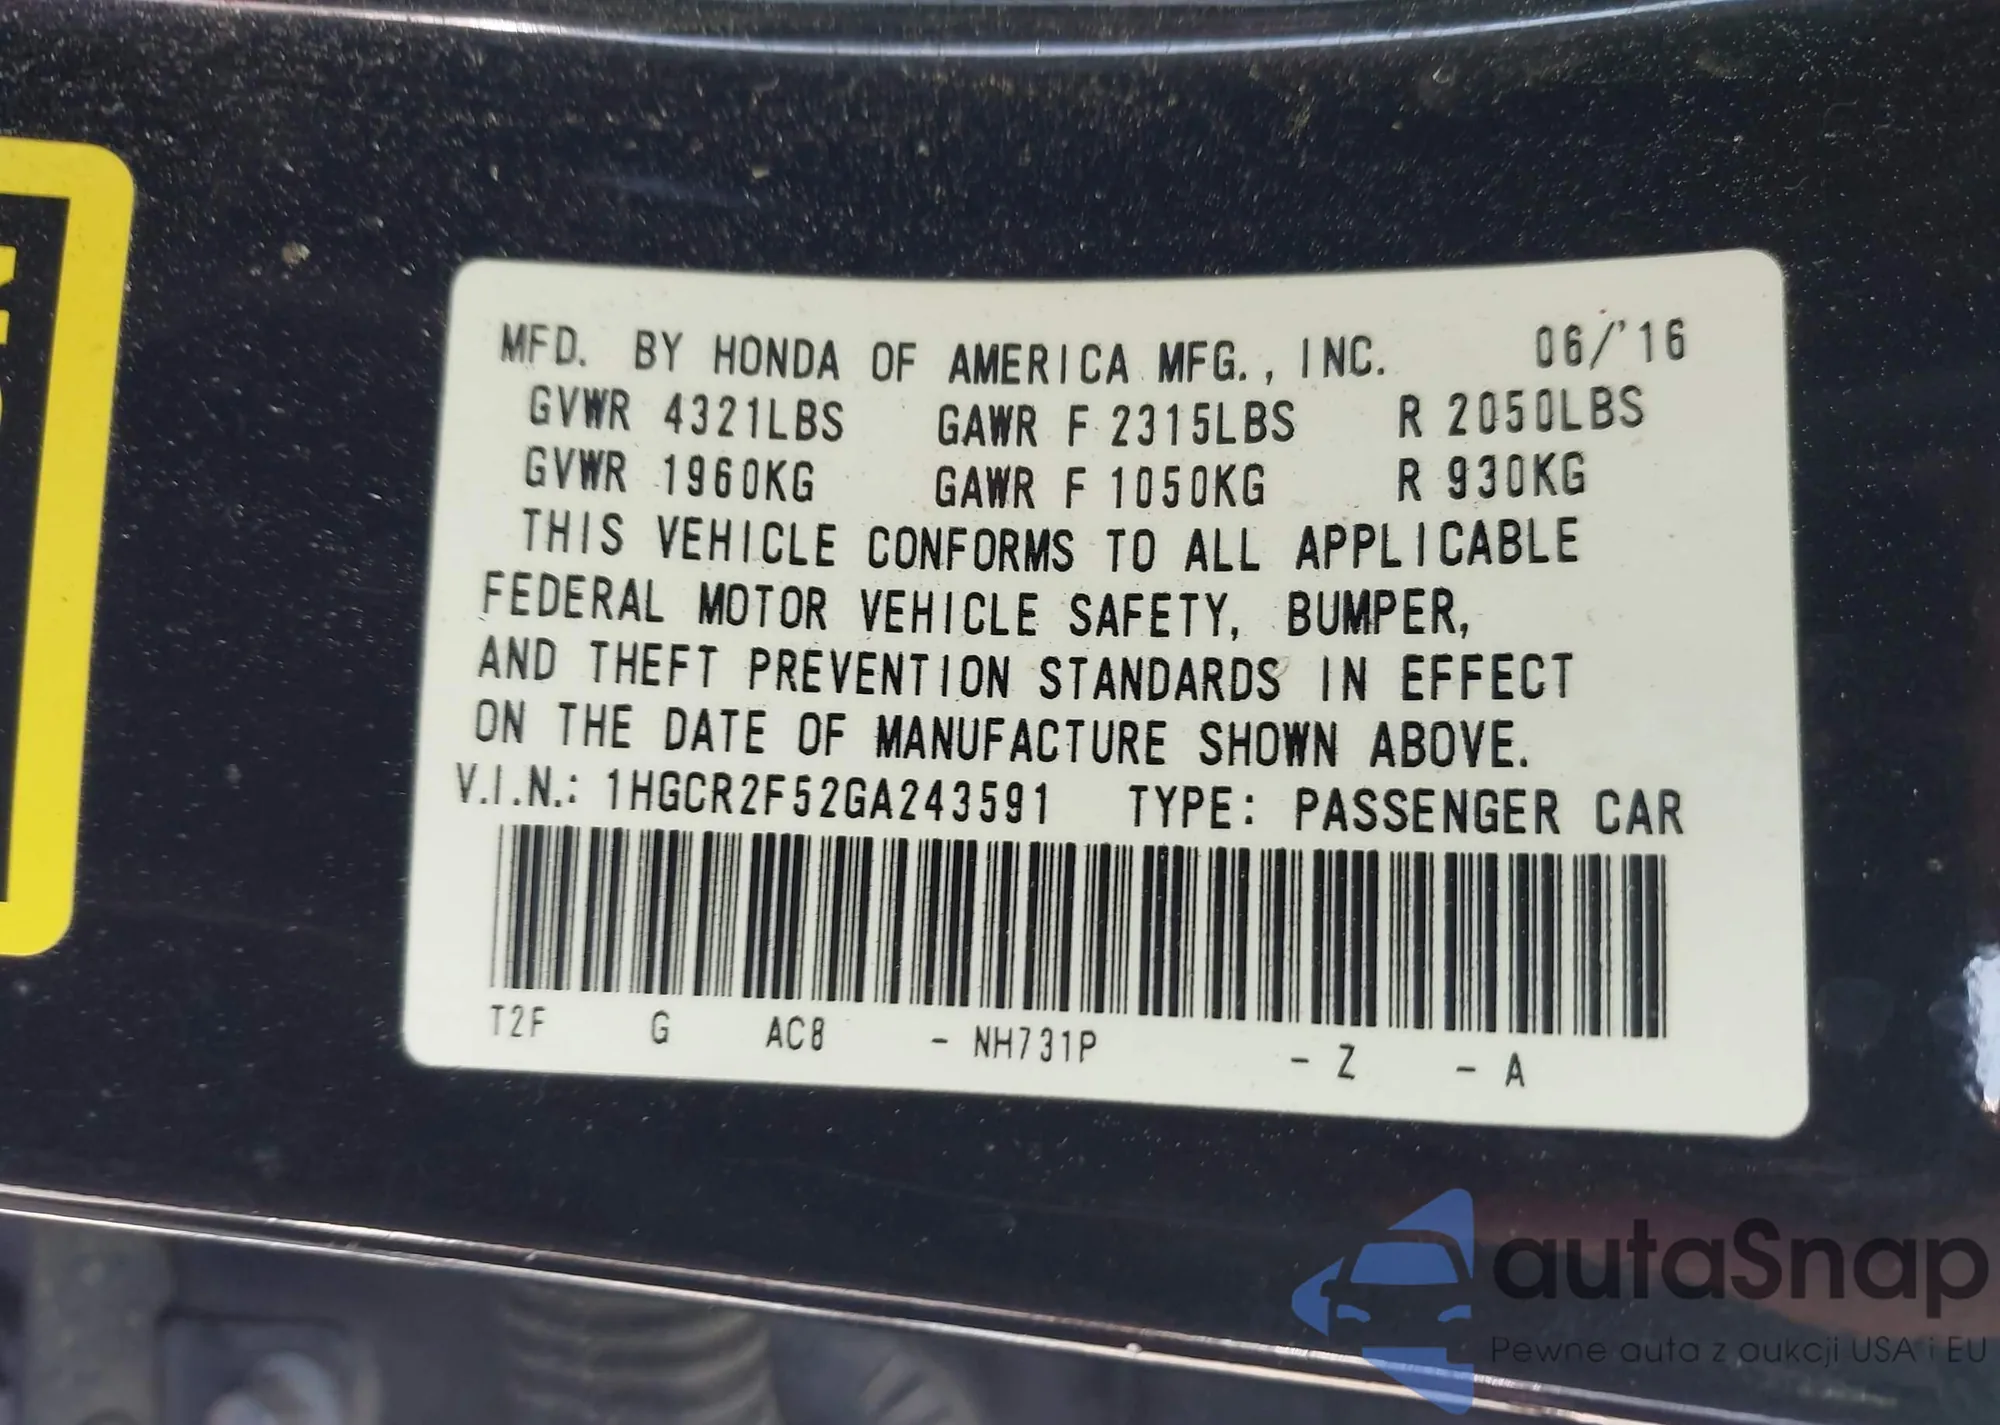 MFD. BY HONDA OF AMERICA MFG., INC. 06/'16
GVWR 4321LBS GAWR F 2315LBS R 2050LBS
GVWR 1960KG GAWR F 1050KG R 930KG
THIS VEHICLE CONFORMS TO ALL APPLICABLE
FEDERAL MOTOR VEHICLE SAFETY, BUMPER,
AND THEFT PREVENTION STANDARDS IN EFFECT
ON THE DATE OF MANUFACTURE SHOWN ABOVE.
V.I.N.: 1HGCR2F52GA243591 TYPE: PASSENGER CAR
T2F G AC8 - NH731P - Z - A
autaSnap
Pewne auta z aukcji USA i EU